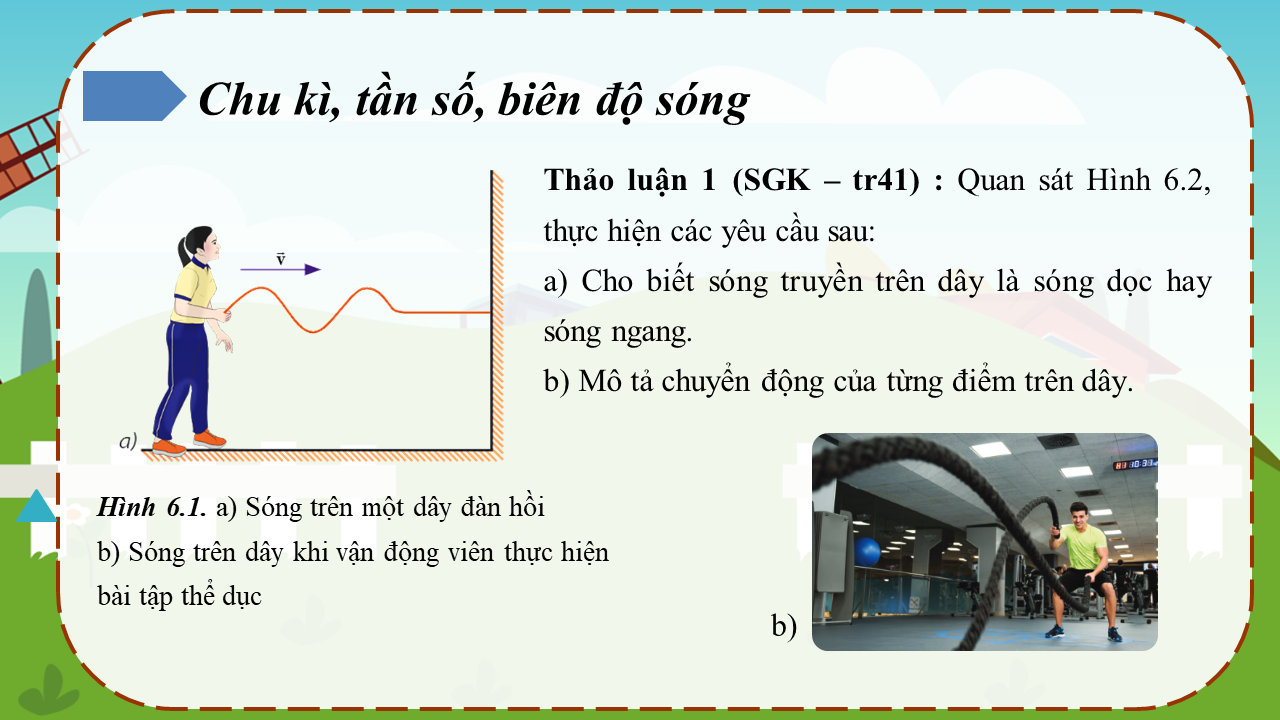 Chu kì, tần số, biên độ sóng
Thảo luận 1 (SGK – tr41) : Quan sát Hình 6.2,
thực hiện các yêu cầu sau:
a) Cho biết sóng truyền trên dây là sóng dọc hay
sóng ngang.
b) Mô tả chuyển động của từng điểm trên dây.
v⃗
a)
Hình 6.1. a) Sóng trên một dây đàn hồi
b) Sóng trên dây khi vận động viên thực hiện
bài tập thể dục
b)